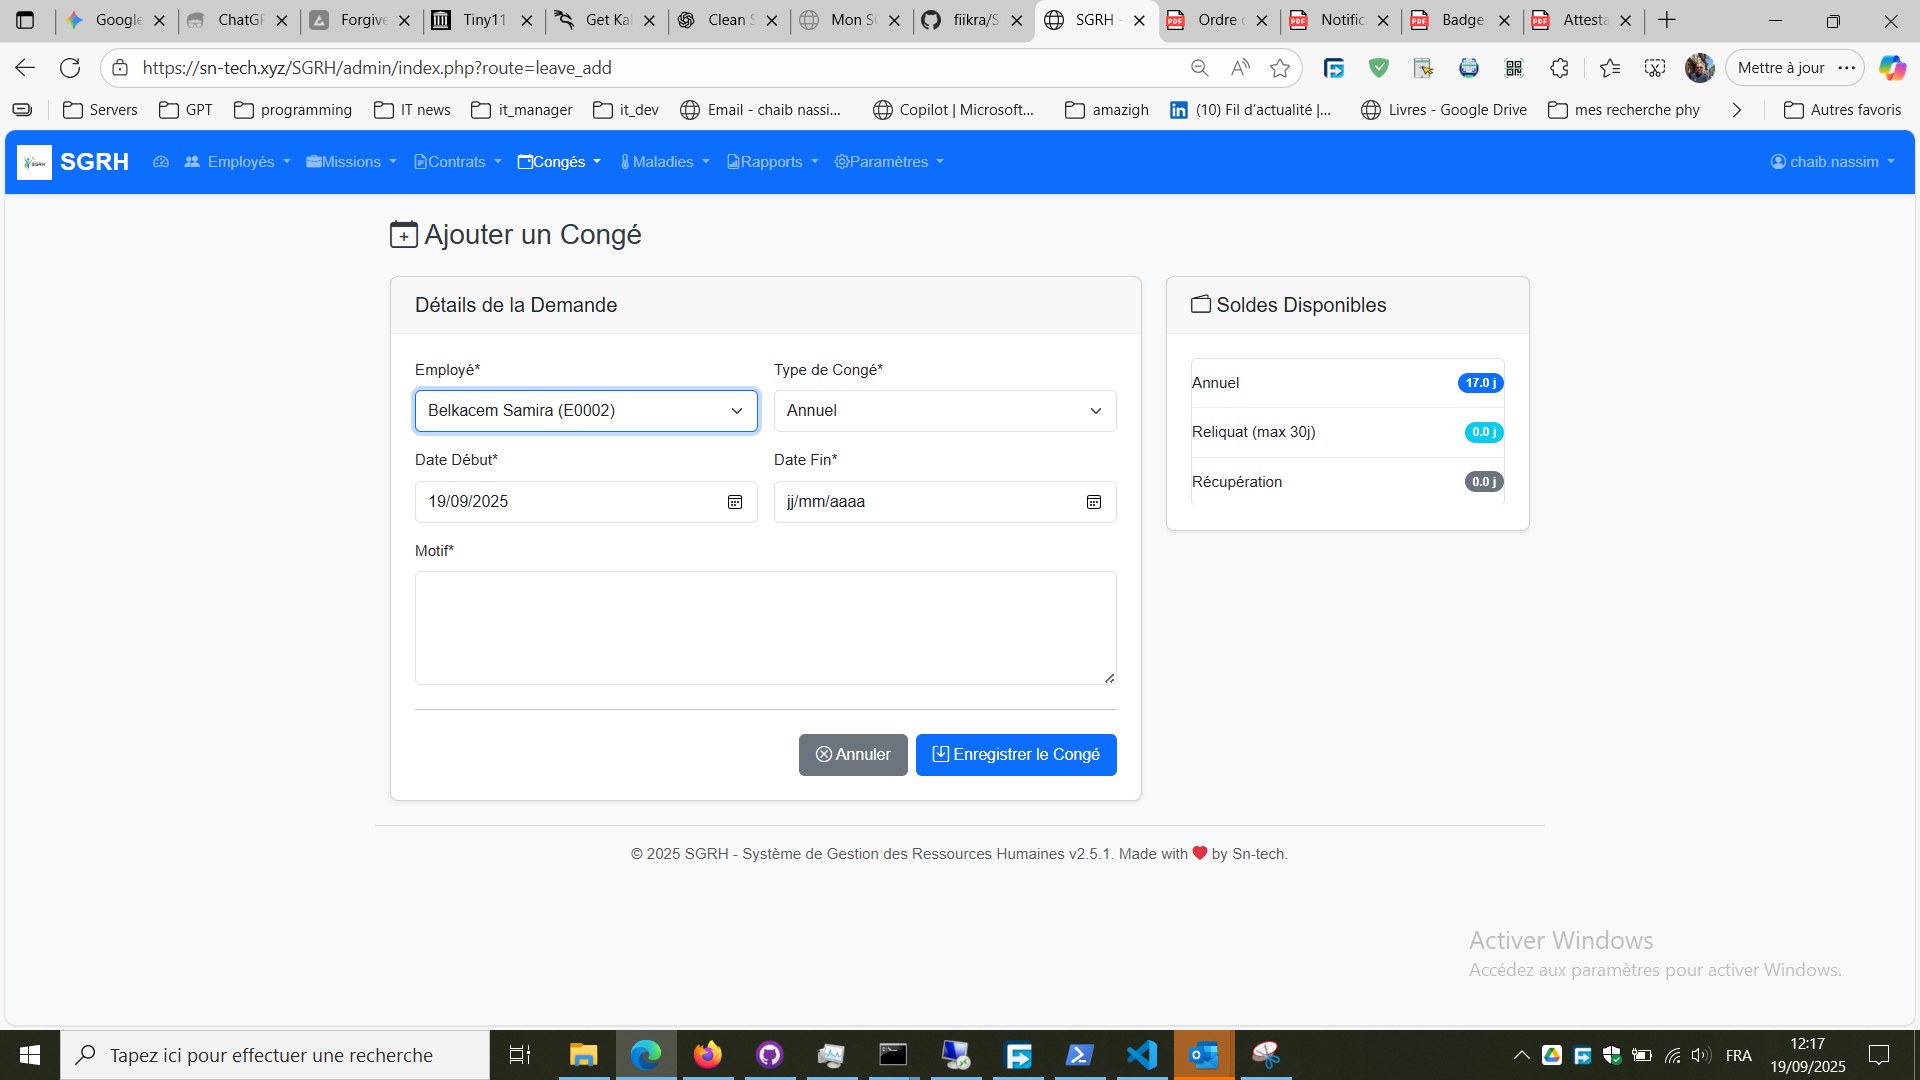 Google
ChatGF
Forgive
Tiny11
Get Kal
Clean S
Mon SG
fiikra/S
SGRH -
Ordre d
Notific
Badge
Attesta
https://sn-tech.xyz/SGRH/admin/index.php?route=leave_add
Mettre à jour
Servers
GPT
programming
IT news
it_manager
it_dev
Email - chaib nassi...
Copilot | Microsoft...
amazigh
(10) Fil d'actualité |...
Livres - Google Drive
mes recherche phy
Autres favoris
SGRH
Employés
Missions
Contrats
Congés
Maladies
Rapports
Paramètres
chaib.nassim
Ajouter un Congé
Détails de la Demande
Soldes Disponibles
Employé*
Type de Congé*
Belkacem Samira (E0002)
Annuel
Date Début*
Date Fin*
19/09/2025
jj/mm/aaaa
Motif*
Annuler
Enregistrer le Congé
Annuel
17.0 j
Reliquat (max 30j)
0.0 j
Récupération
0.0 j
© 2025 SGRH - Système de Gestion des Ressources Humaines v2.5.1. Made with ❤ by Sn-tech.
Activer Windows
Accédez aux paramètres pour activer Windows.
Tapez ici pour effectuer une recherche
FRA
12:17
19/09/2025